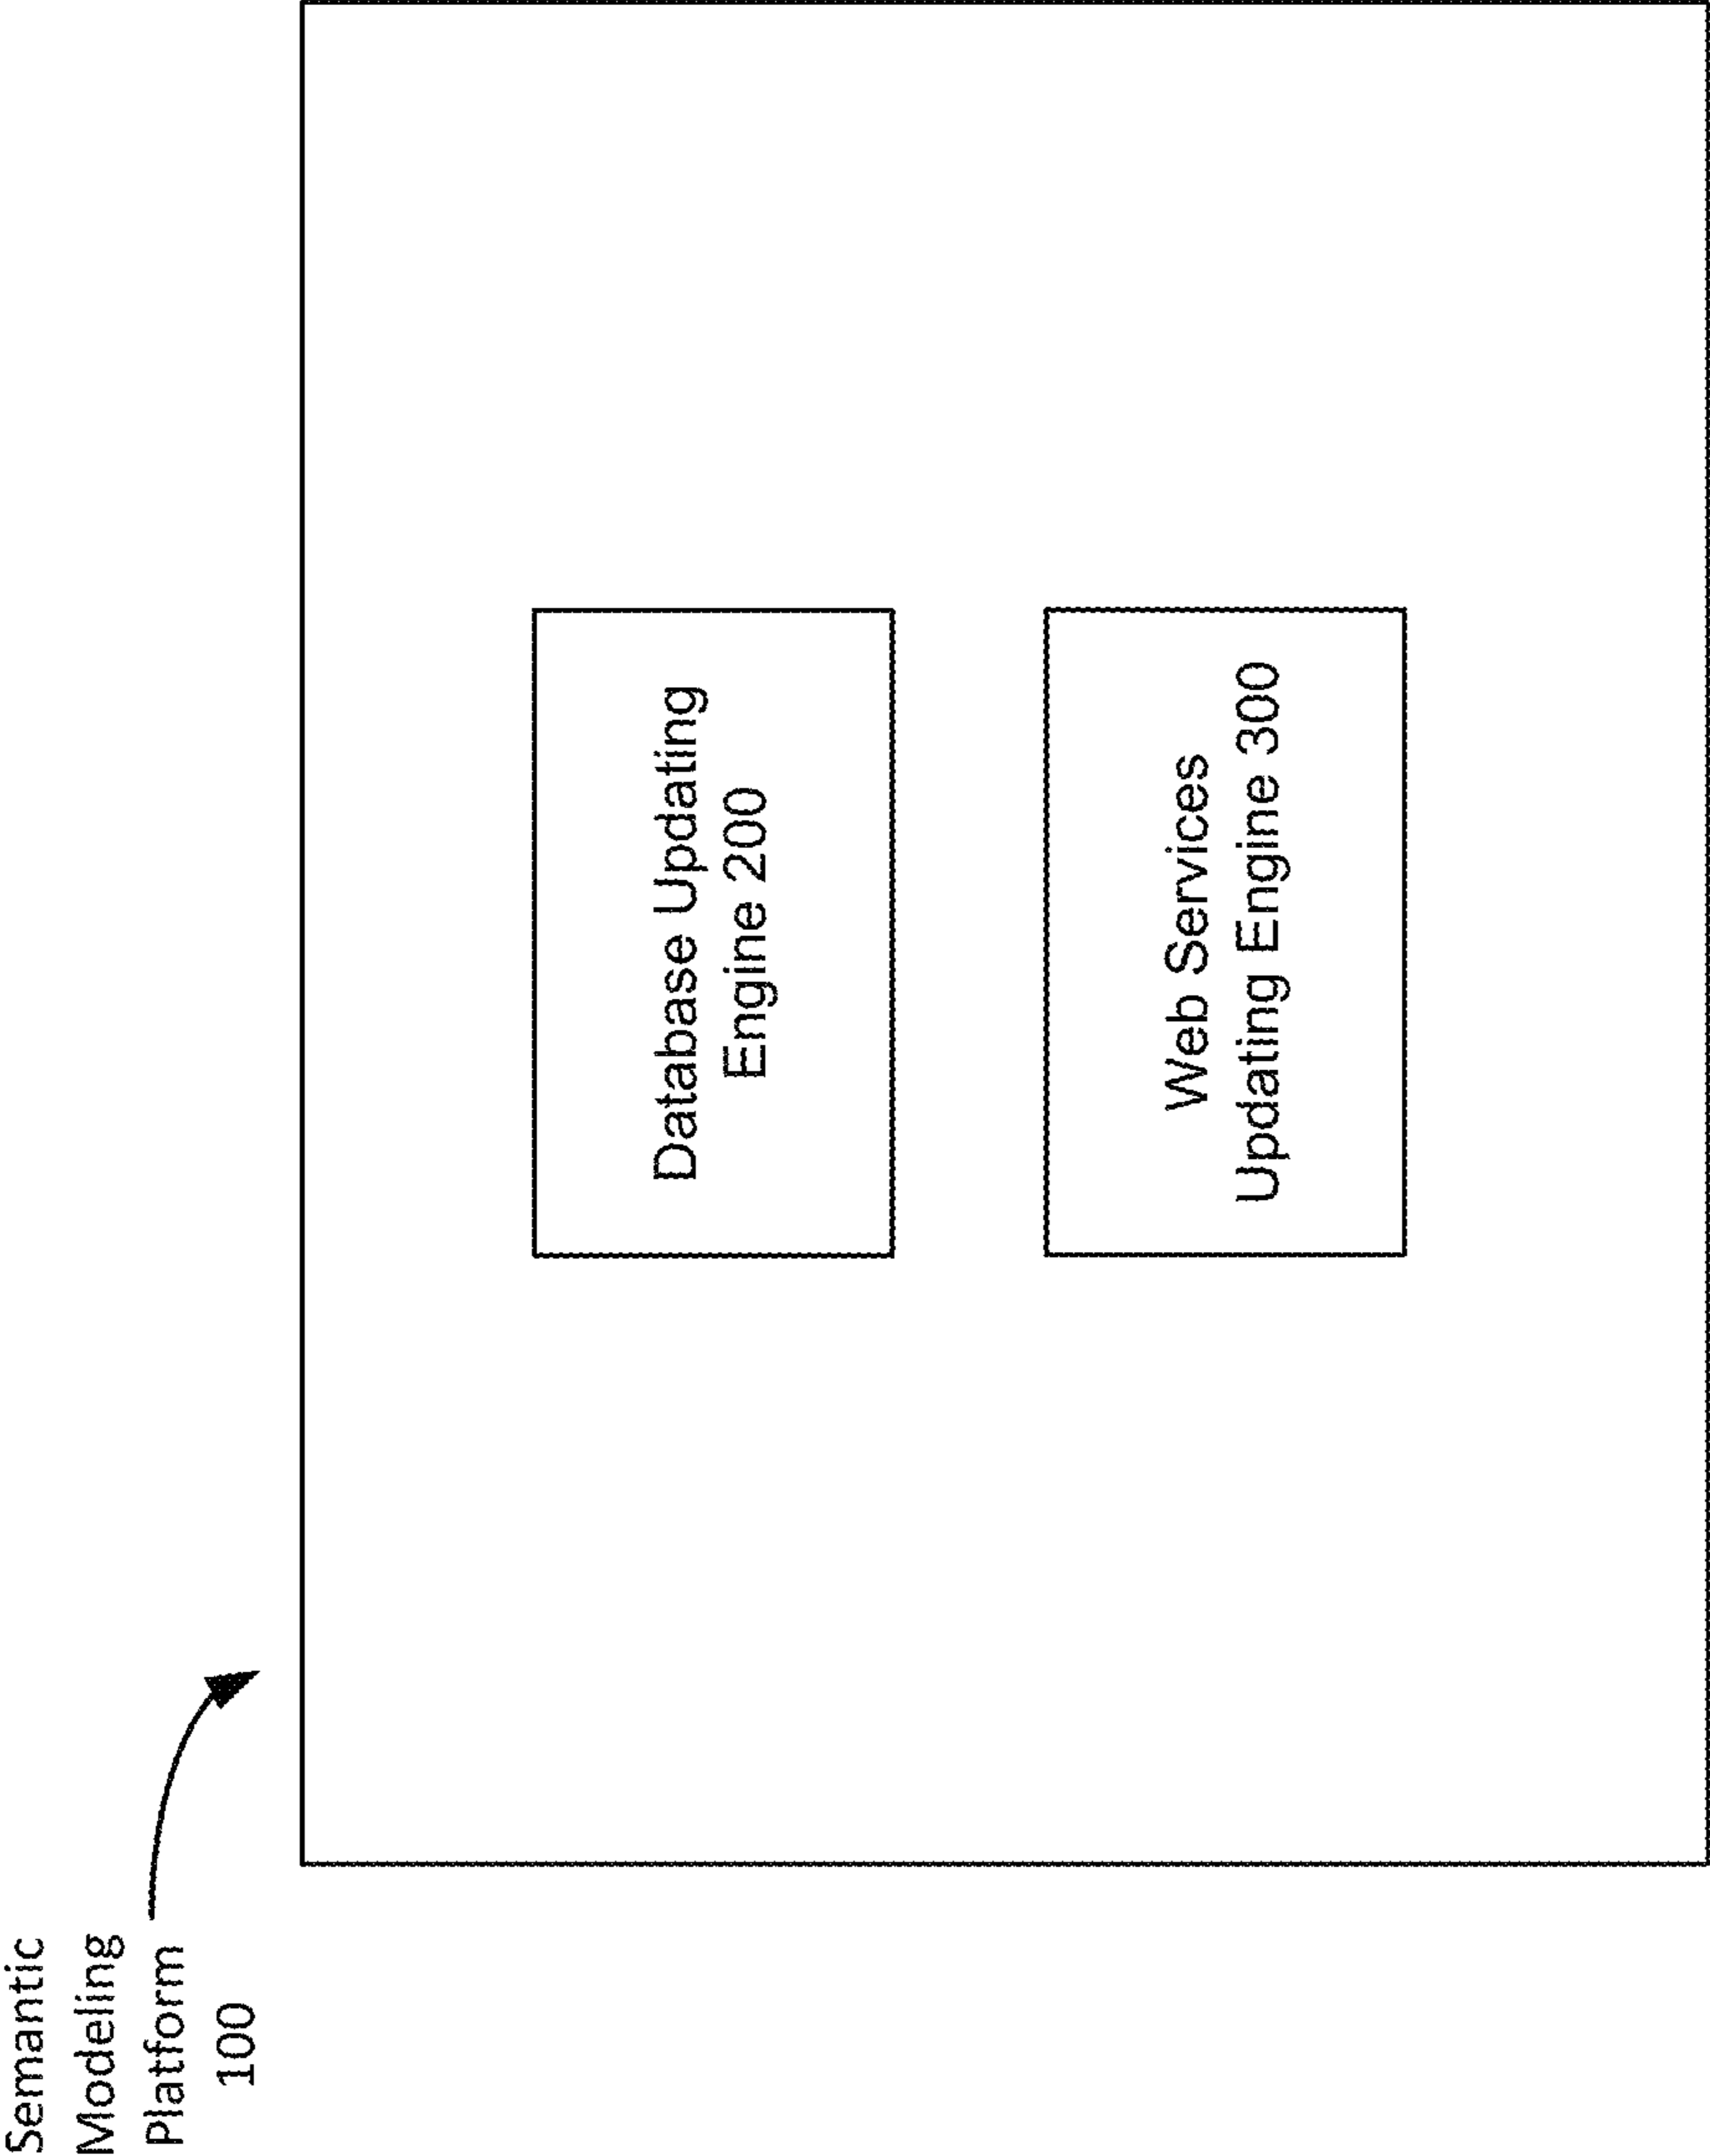 Semantic
Modeling
Platform
100
Database Updating
Engine 200
Web Services
Updating Engine 300